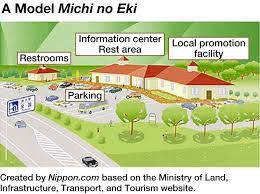 A Model Michi no Eki
Information center
Rest area
Local promotion
facility
Restrooms
Parking
Created by Nippon.com based on the Ministry of Land,
Infrastructure, Transport, and Tourism website.